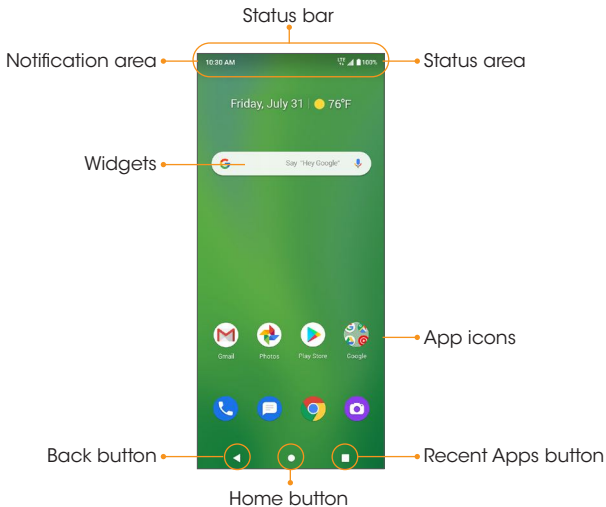 Status bar
Notification area
Status area
10:30 AM
LTE
100%
Friday, July 31
76°F
Widgets
G
Say "Hey Google"
Gmail
Photos
Play Store
Google
App icons
Back button
Recent Apps button
Home button